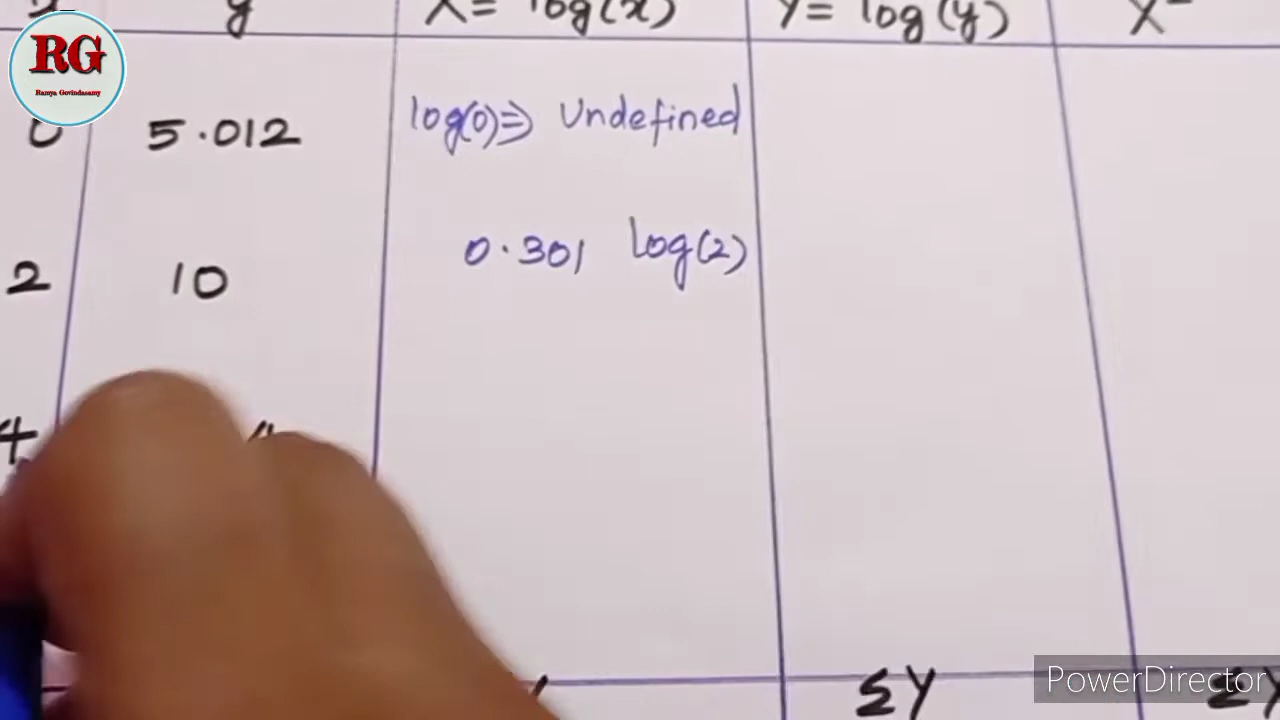 RG
Ramya Govindasamy
y X = log(x) Y = log(y) X
0 5.012 log(0) => Undefined
2 10 0.301 log(2)
4
ΣY
PowerDirector